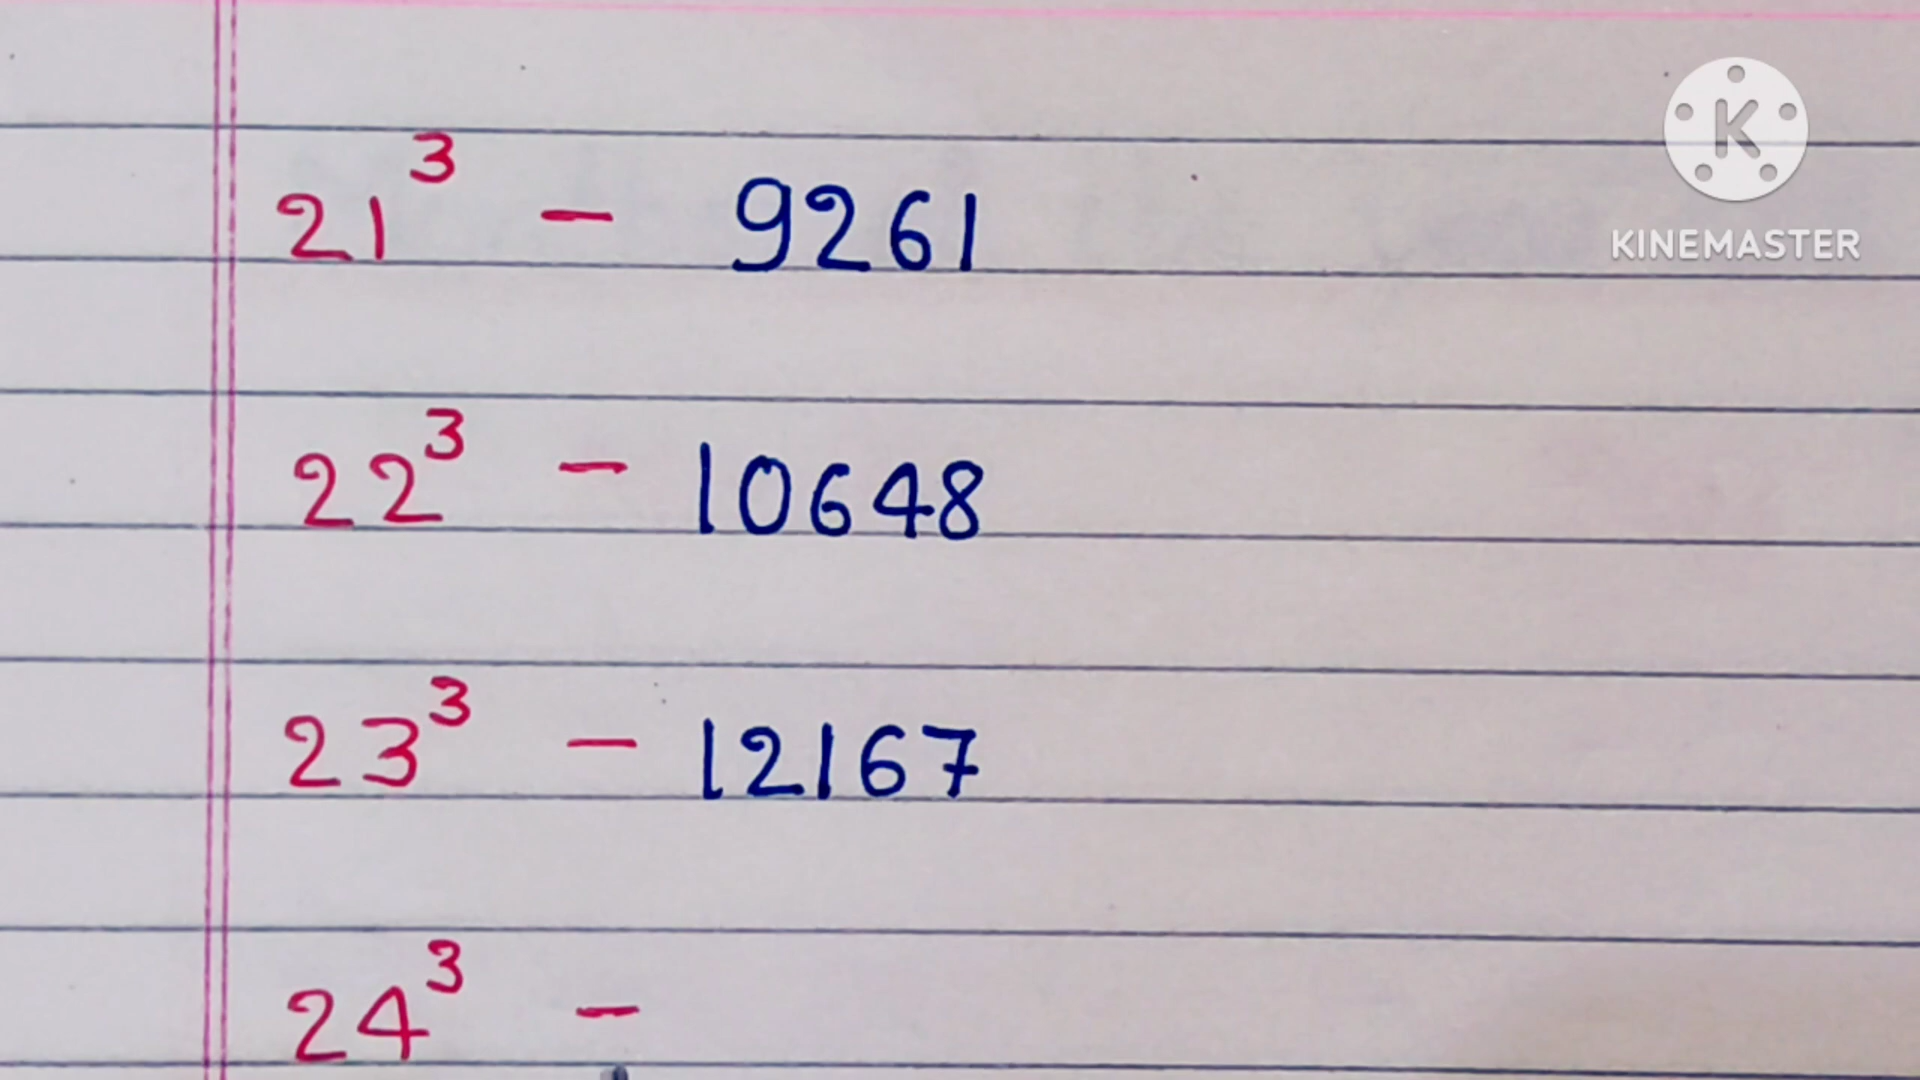 21³ - 9261
KINEMASTER
22³ - 10648
23³ - 12167
24³ -